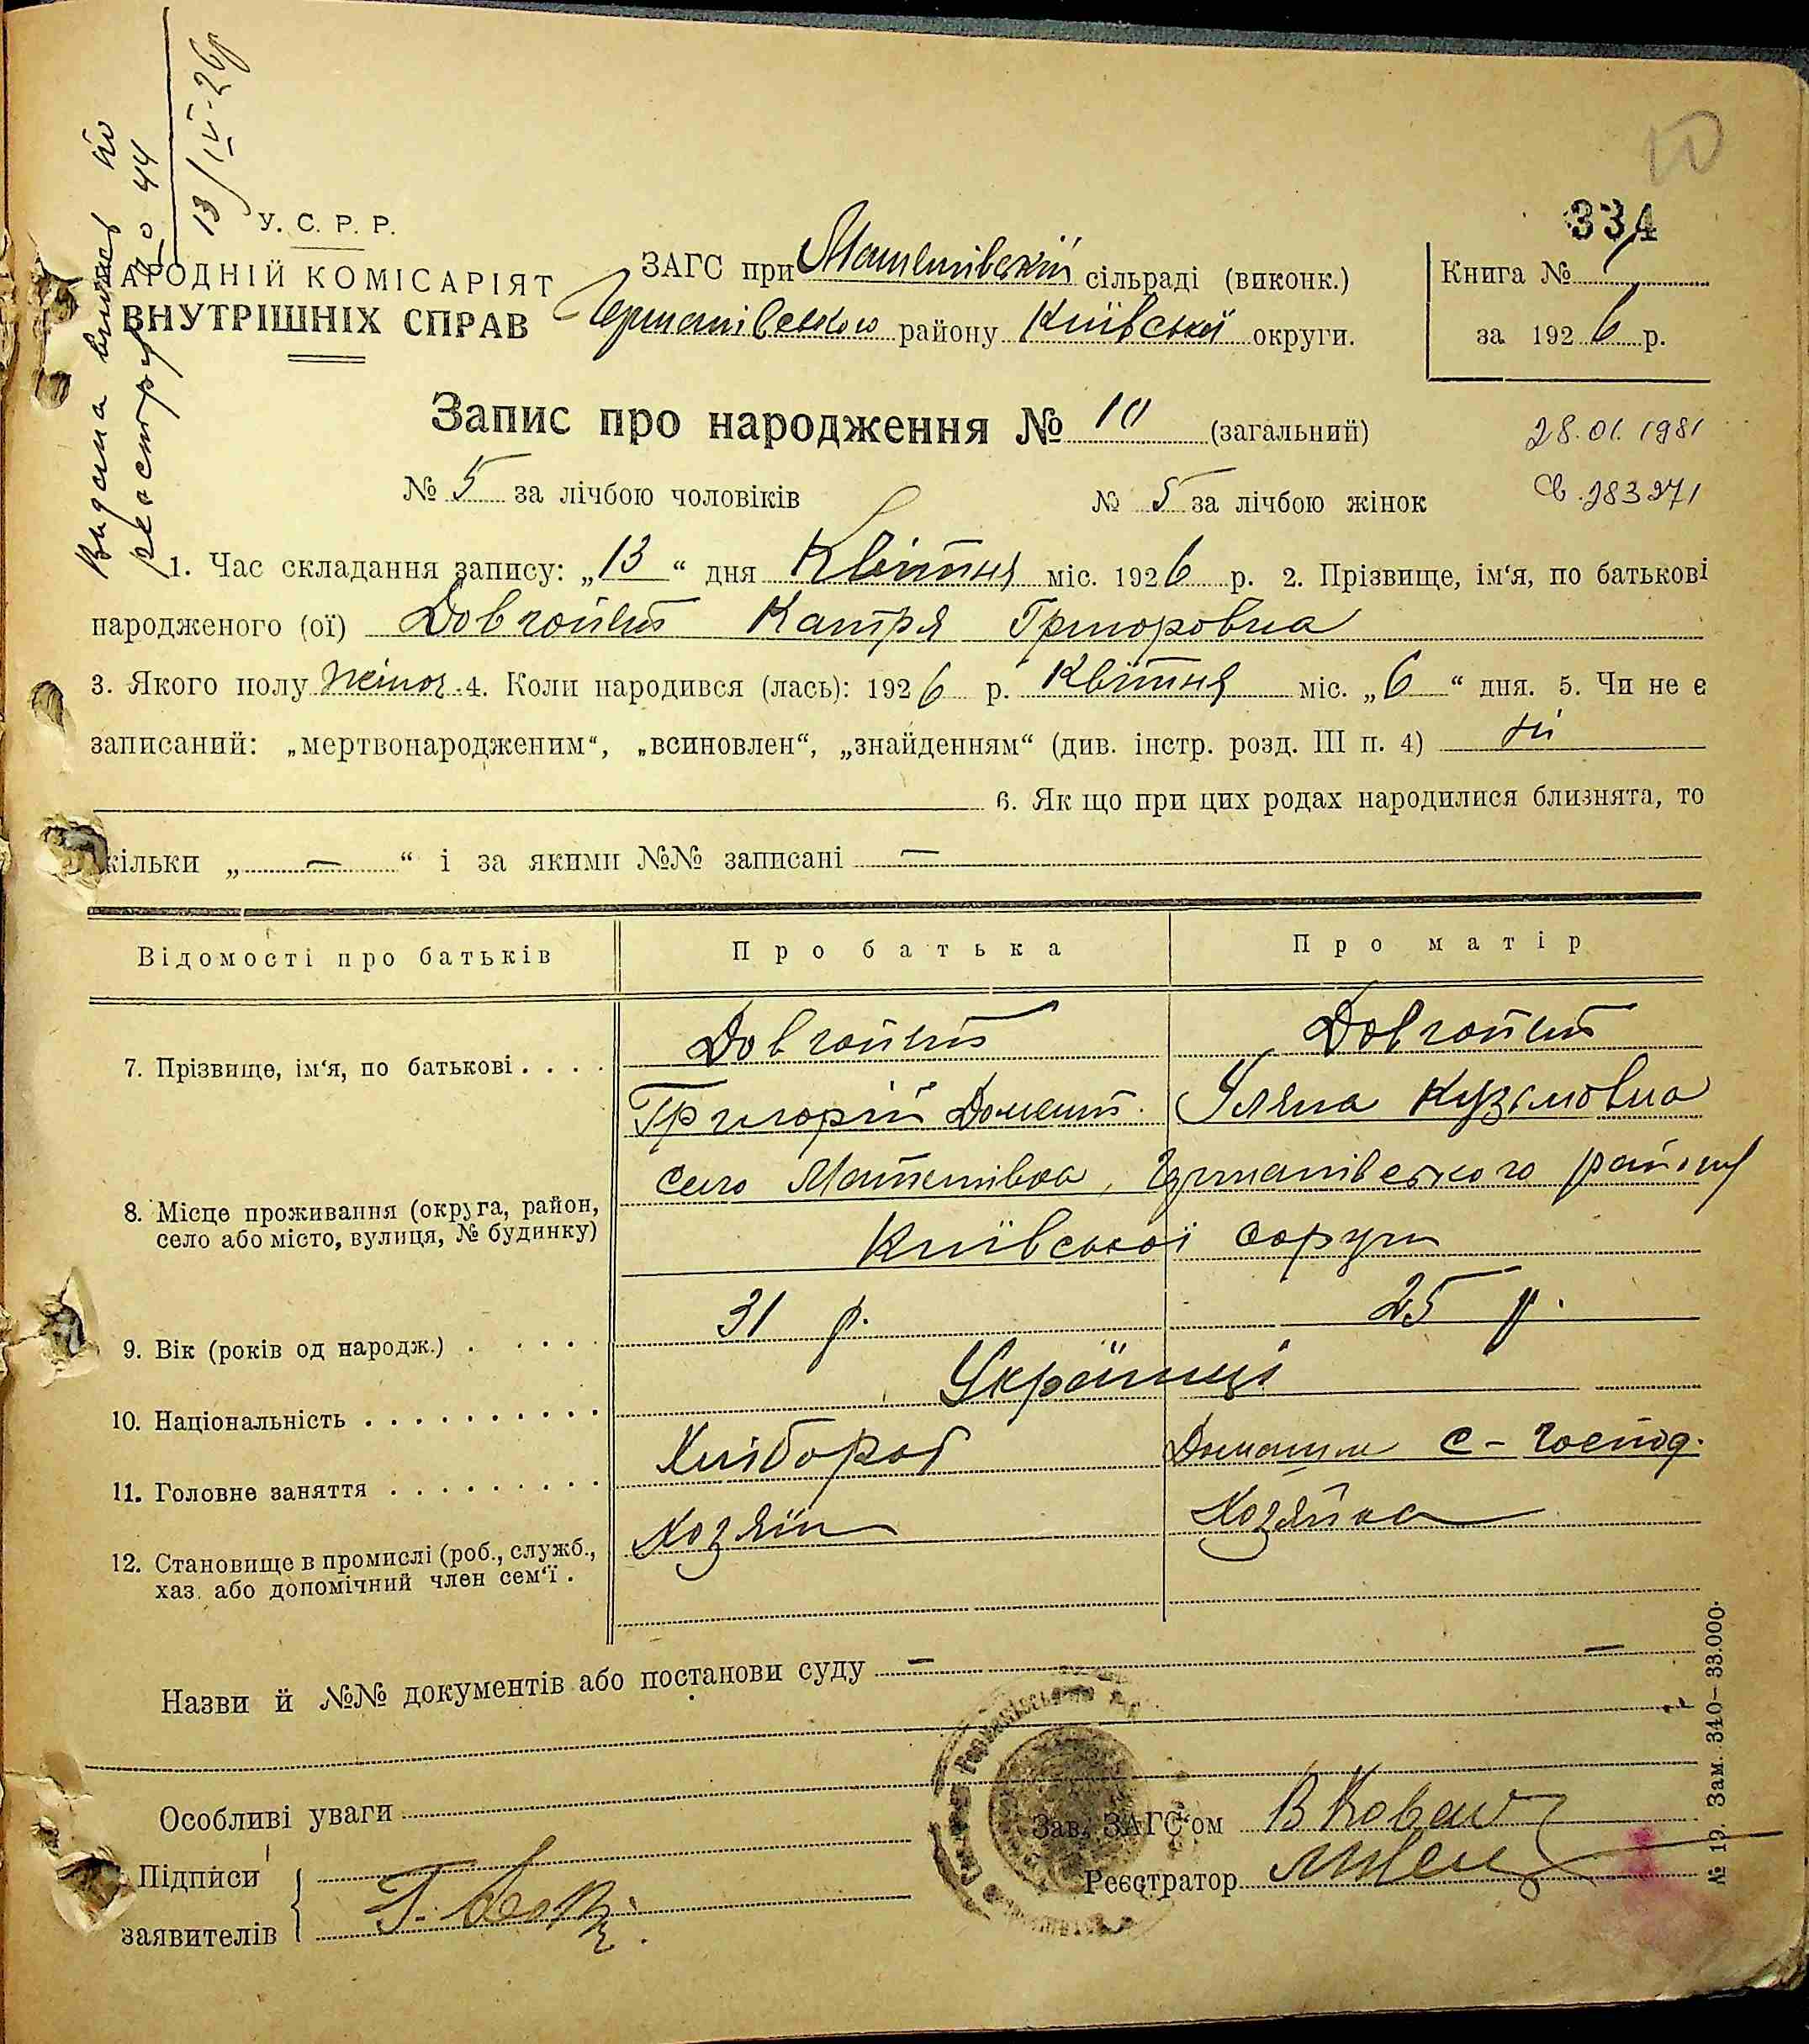 Видана виписка по
реєстру № 44
13/IV-26р
10
334
У. С. Р. Р.
АРОДНІЙ КОМІСАРІЯТ
ВНУТРІШНІХ СПРАВ
ЗАГС при сільраді (виконк.)
Германівського району Київської округи.
Книга № 1
за 1926 р.
Запис про народження № 10 (загальний)
28.01.1981
№ 5 за лічбою чоловіків № 5 за лічбою жінок
Св. 283271
1. Час складання запису: „13“ дня Квітня міс. 1926 р. 2. Прізвище, ім‘я, по батькові
народженого (ої) Довгопят Катря Григоровна
3. Якого полу жіноч. 4. Коли народився (лась): 1926 р. Квітня міс. „6“ дня. 5. Чи не є
записаний: „мертвонародженим“, „всиновлен“, „знайденням“ (див. інстр. розд. III п. 4) ні
6. Як що при цих родах народилися близнята, то
кільки „ — “ і за якими №№ записані —
Відомості про батьків Про батька Про матір
7. Прізвище, ім‘я, по батькові . . . . Довгопят Довгопят
Григорій Домент. Уляна Кузьмовна
8. Місце проживання (округа, район,
село або місто, вулиця, № будинку)
село Германівського району
Київської округи
9. Вік (років од народж.) . . . . . 31 р. 25 р.
10. Національність . . . . . . . . . . Українці
11. Головне заняття . . . . . . . . . Хлібороб Домашнє с-господ.
12. Становище в промислі (роб., служб.,
хаз. або допомічний член сем‘ї .
Хозяїн Хозяйка
Назви й №№ документів або постанови суду — —
Особливі уваги
Зав. ЗАГС‘ом В Ковал
Підписи
заявителів
Реєстратор
№ 19. Зам. 340—33.000.